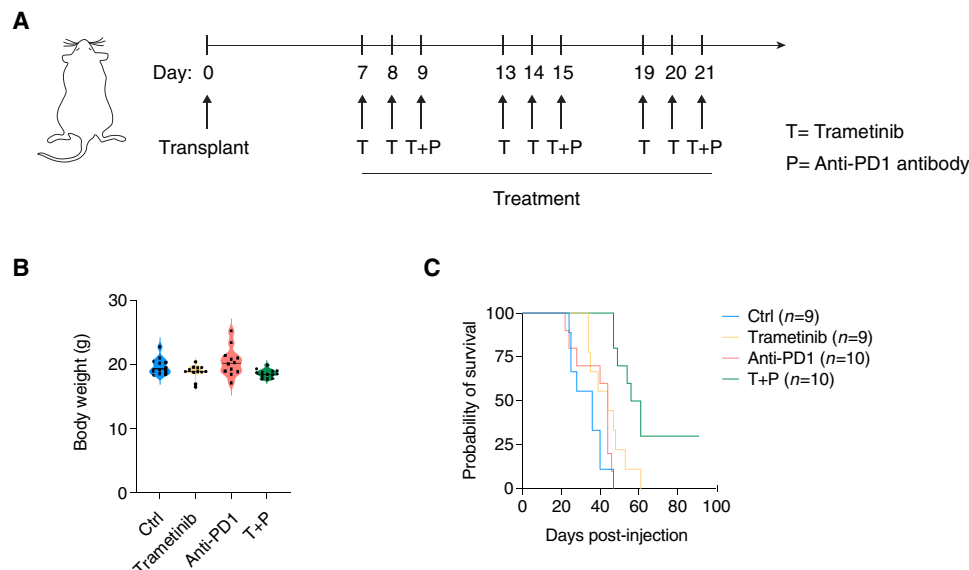 A
Day: 0 7 8 9 13 14 15 19 20 21
Transplant T T T+P T T T+P T T T+P
Treatment
T= Trametinib
P= Anti-PD1 antibody
B
Body weight (g)
30
20
10
0
Ctrl
Trametinib
Anti-PD1
T+P
C
Probability of survival
100
75
50
25
0
0 20 40 60 80 100
Days post-injection
Ctrl (n=9)
Trametinib (n=9)
Anti-PD1 (n=10)
T+P (n=10)